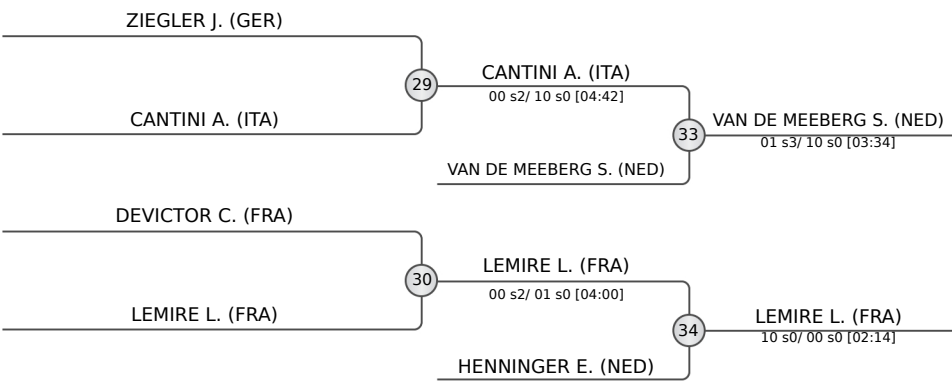 ZIEGLER J. (GER)
29
CANTINI A. (ITA)
CANTINI A. (ITA)
00 s2/ 10 s0 [04:42]
33
VAN DE MEEBERG S. (NED)
VAN DE MEEBERG S. (NED)
01 s3/ 10 s0 [03:34]
DEVICTOR C. (FRA)
30
LEMIRE L. (FRA)
LEMIRE L. (FRA)
00 s2/ 01 s0 [04:00]
34
HENNINGER E. (NED)
LEMIRE L. (FRA)
10 s0/ 00 s0 [02:14]